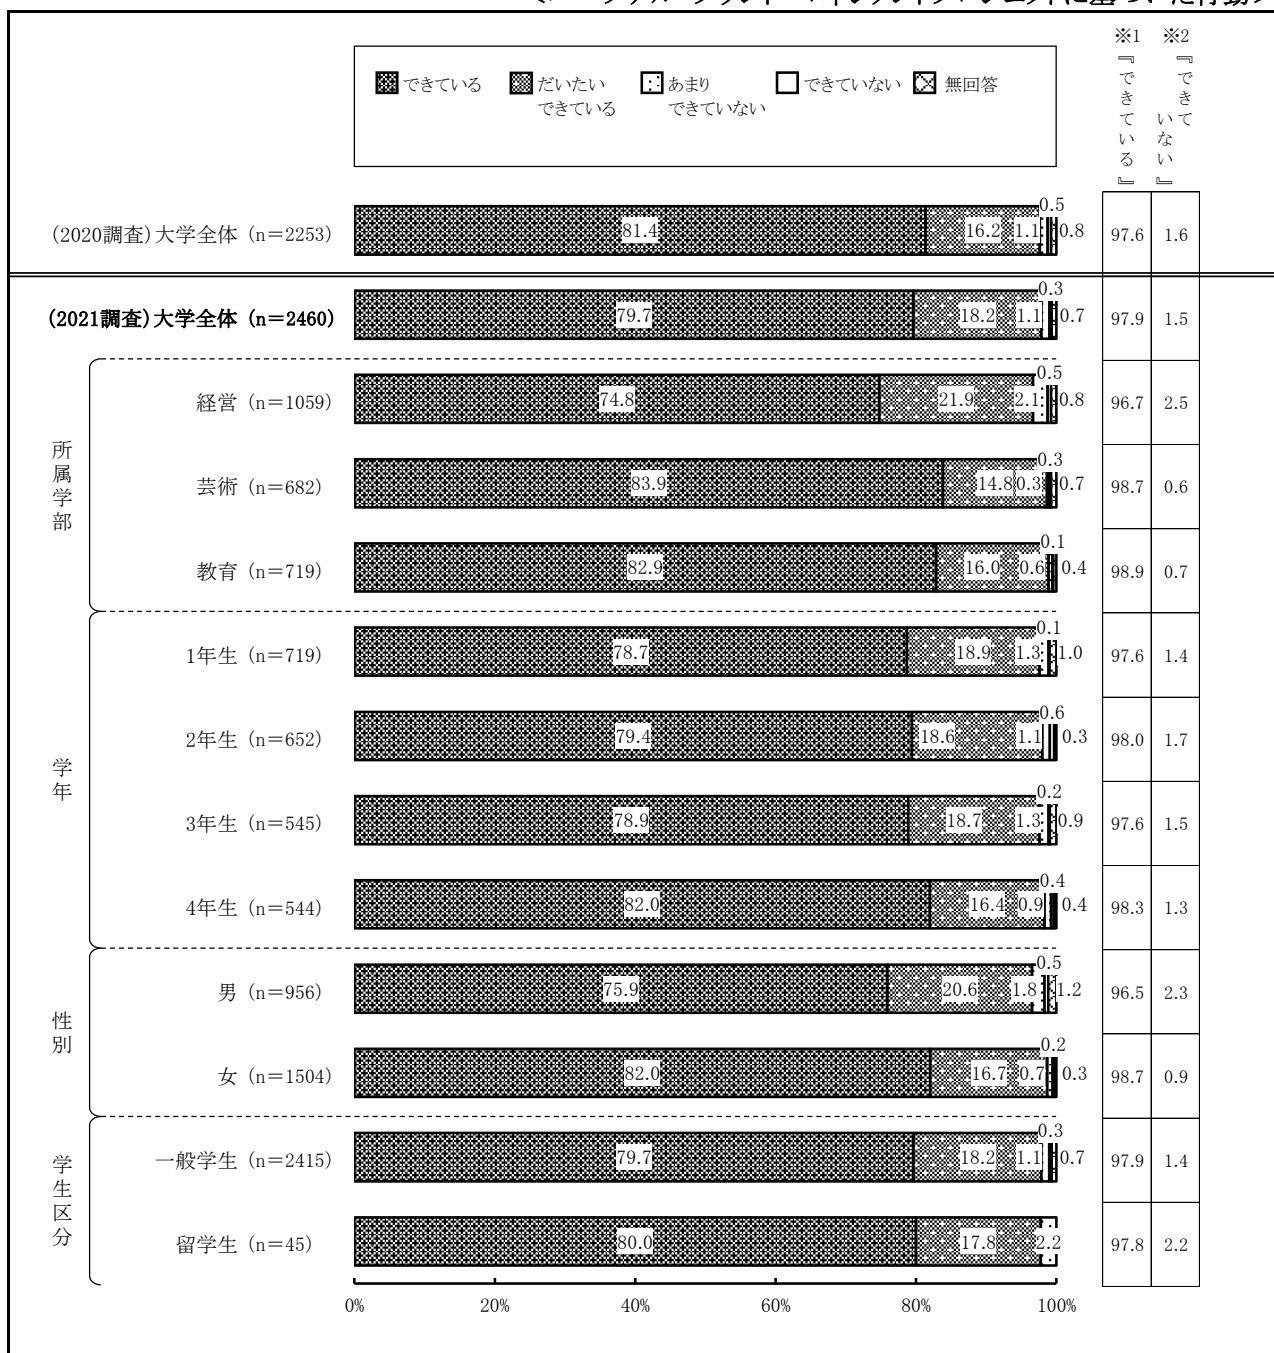 ※1 ※2
『できている』
『できて
いない』
できている だいたい あまり できていない 無回答
できている できていない
0.5
(2020調査)大学全体 (n=2253) 81.4 16.2 1.1 0.8 97.6 1.6
0.3
(2021調査)大学全体 (n=2460) 79.7 18.2 1.1 0.7 97.9 1.5
所属学部
0.5
経営 (n=1059) 74.8 21.9 2.1 0.8 96.7 2.5
0.3
芸術 (n=682) 83.9 14.8 0.3 0.7 98.7 0.6
0.1
教育 (n=719) 82.9 16.0 0.6 0.4 98.9 0.7
学年
0.1
1年生 (n=719) 78.7 18.9 1.3 1.0 97.6 1.4
0.6
2年生 (n=652) 79.4 18.6 1.1 0.3 98.0 1.7
0.2
3年生 (n=545) 78.9 18.7 1.3 0.9 97.6 1.5
0.4
4年生 (n=544) 82.0 16.4 0.9 0.4 98.3 1.3
性別
0.5
男 (n=956) 75.9 20.6 1.8 1.2 96.5 2.3
0.2
女 (n=1504) 82.0 16.7 0.7 0.3 98.7 0.9
学生区分
0.3
一般学生 (n=2415) 79.7 18.2 1.1 0.7 97.9 1.4
留学生 (n=45) 80.0 17.8 2.2 97.8 2.2
0% 20% 40% 60% 80% 100%